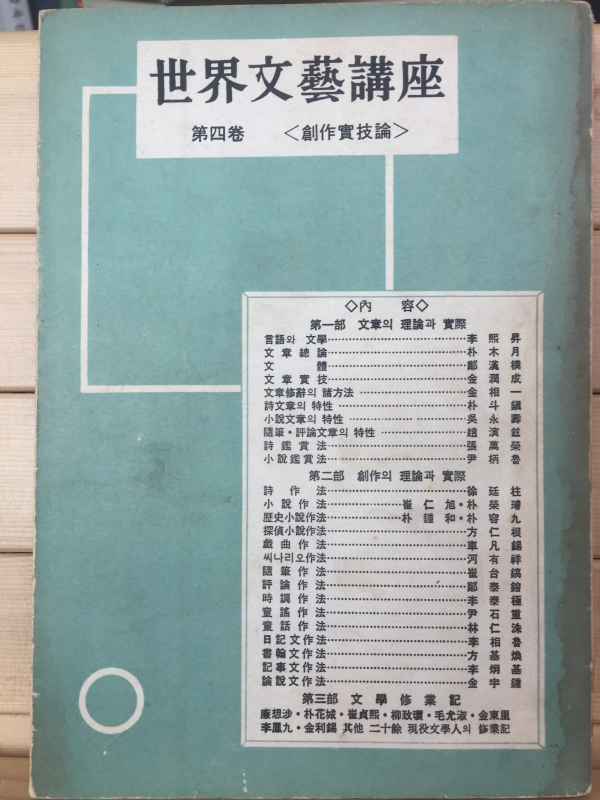 世界文藝講座
第四卷 〈創作實技論〉
◇內 容◇
第一部 文章의 理論과 實際
言語와 文學 李熙昇
文章總論 朴木月
文體 鄭漢模
文章實技 金潤成
文章修辭의 諸方法 金相一
詩文章의 特性 朴斗鎭
小說文章의 特性 吳永壽
隨筆·評論文章의 特性 趙演鉉
詩鑑賞法 張萬榮
小說鑑賞法 尹柄魯
第二部 創作의 理論과 實際
詩作法 徐廷柱
小說作法 崔仁旭·朴榮濬
歷史小說作法 朴鍾和·朴容九
探偵小說作法 方仁根
戲曲作法 車凡錫
씨나리오作法 河有祥
隨筆作法 崔台鎬
評論作法 鄭泰鎔
時調作法 李泰極
童謠作法 尹石重
童話作法 林仁洙
日記文作法 李相魯
書翰文作法 方基煥
記事文作法 李炯基
論說文作法 金宇鍾
第三部 文學修業記
廉想涉·朴花城·崔貞熙·柳致環·毛允淑·金東里
李鳳九·金利錫 其他 二十餘 現役文學人의 修業記